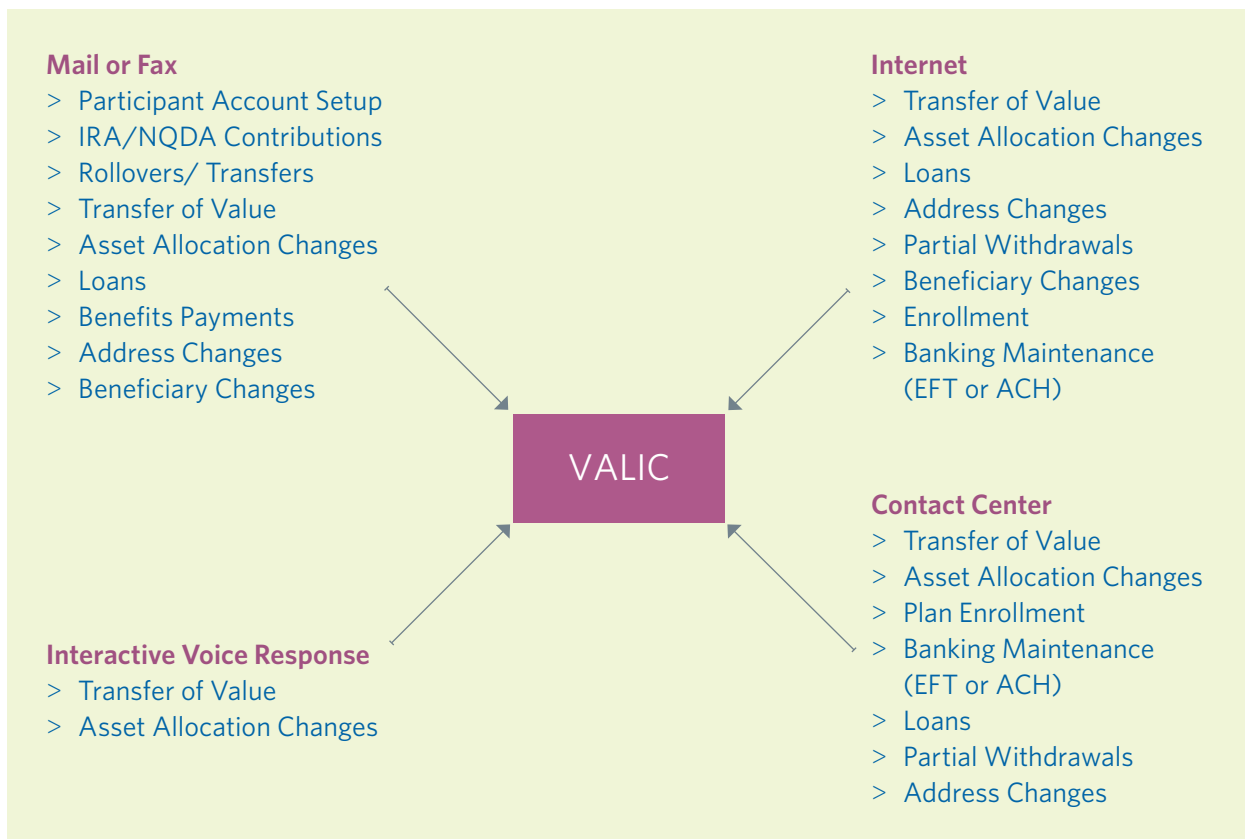 Mail or Fax
> Participant Account Setup
> IRA/NQDA Contributions
> Rollovers/ Transfers
> Transfer of Value
> Asset Allocation Changes
> Loans
> Benefits Payments
> Address Changes
> Beneficiary Changes
Internet
> Transfer of Value
> Asset Allocation Changes
> Loans
> Address Changes
> Partial Withdrawals
> Beneficiary Changes
> Enrollment
> Banking Maintenance
(EFT or ACH)
VALIC
Interactive Voice Response
> Transfer of Value
> Asset Allocation Changes
Contact Center
> Transfer of Value
> Asset Allocation Changes
> Plan Enrollment
> Banking Maintenance
(EFT or ACH)
> Loans
> Partial Withdrawals
> Address Changes